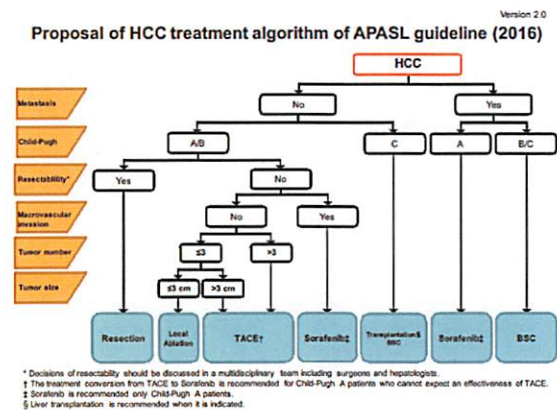 Version 2.0
Proposal of HCC treatment algorithm of APASL guideline (2016)
HCC
Metastasis
No
Yes
Child-Pugh
A/B
C
A
B/C
Resectability*
Yes
No
Macrovascular
invasion
No
Yes
Tumor number
≤3
>3
Tumor size
≤3 cm
>3 cm
Resection
Local
Ablation
TACE†
Sorafenib‡
Transplantation§
BSC
Sorafenib‡
BSC
* Decisions of resectability should be discussed in a multidisciplinary team including surgeons and hepatologists.
† The treatment conversion from TACE to Sorafenib is recommended for Child-Pugh A patients who cannot expect an effectiveness of TACE.
‡ Sorafenib is recommended only Child-Pugh A patients.
§ Liver transplantation is recommended when it is indicated.